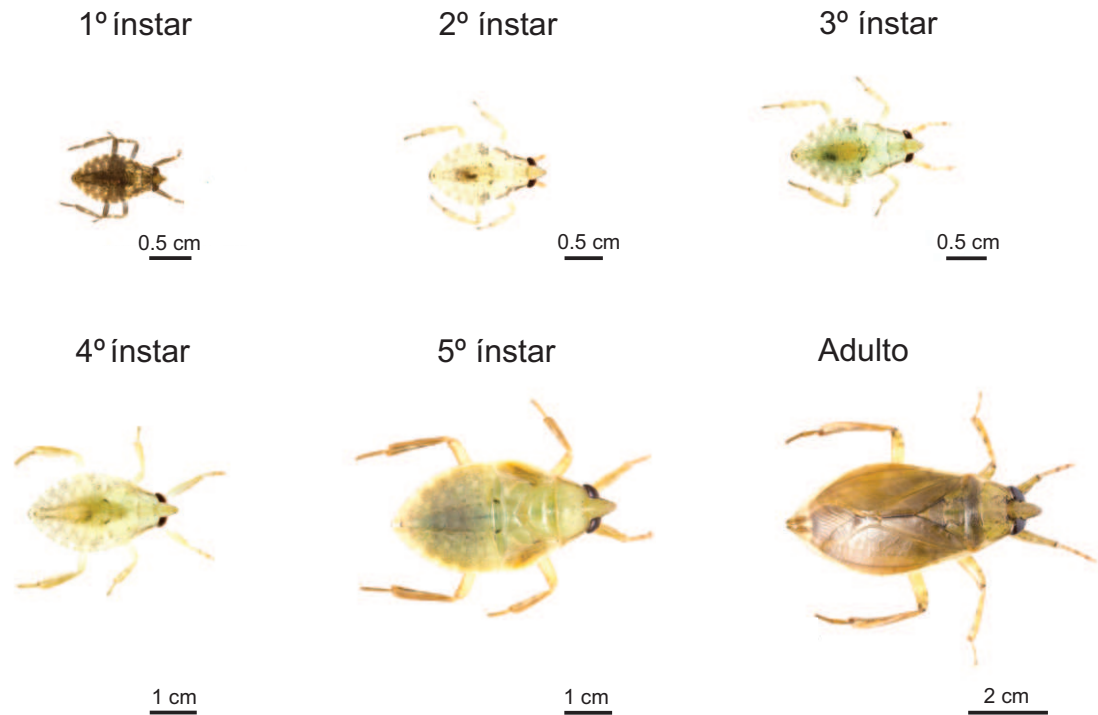 1º ínstar
2º ínstar
3º ínstar
0.5 cm
0.5 cm
0.5 cm
4º ínstar
5º ínstar
Adulto
1 cm
1 cm
2 cm